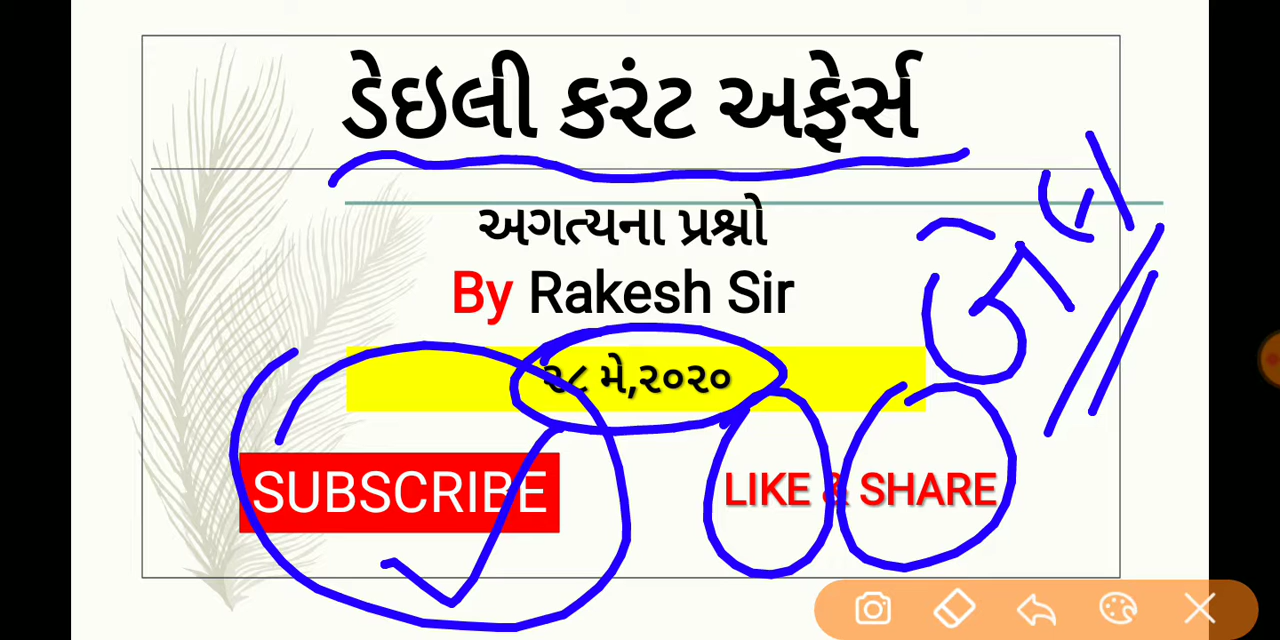 ડેઇલી કરંટ અફેર્સ
અગત્યના પ્રશ્નો
By Rakesh Sir
૨૮ મે,૨૦૨૦
SUBSCRIBE
LIKE & SHARE